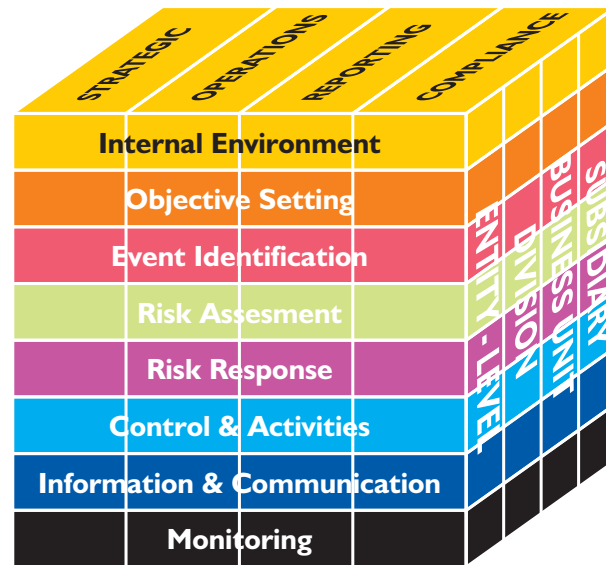 STRATEGIC
OPERATIONS
REPORTING
COMPLIANCE
Internal Environment
Objective Setting
Event Identification
Risk Assesment
Risk Response
Control & Activities
Information & Communication
Monitoring
ENTITY - LEVEL
DIVISION
BUSINESS UNIT
SUBSIDIARY